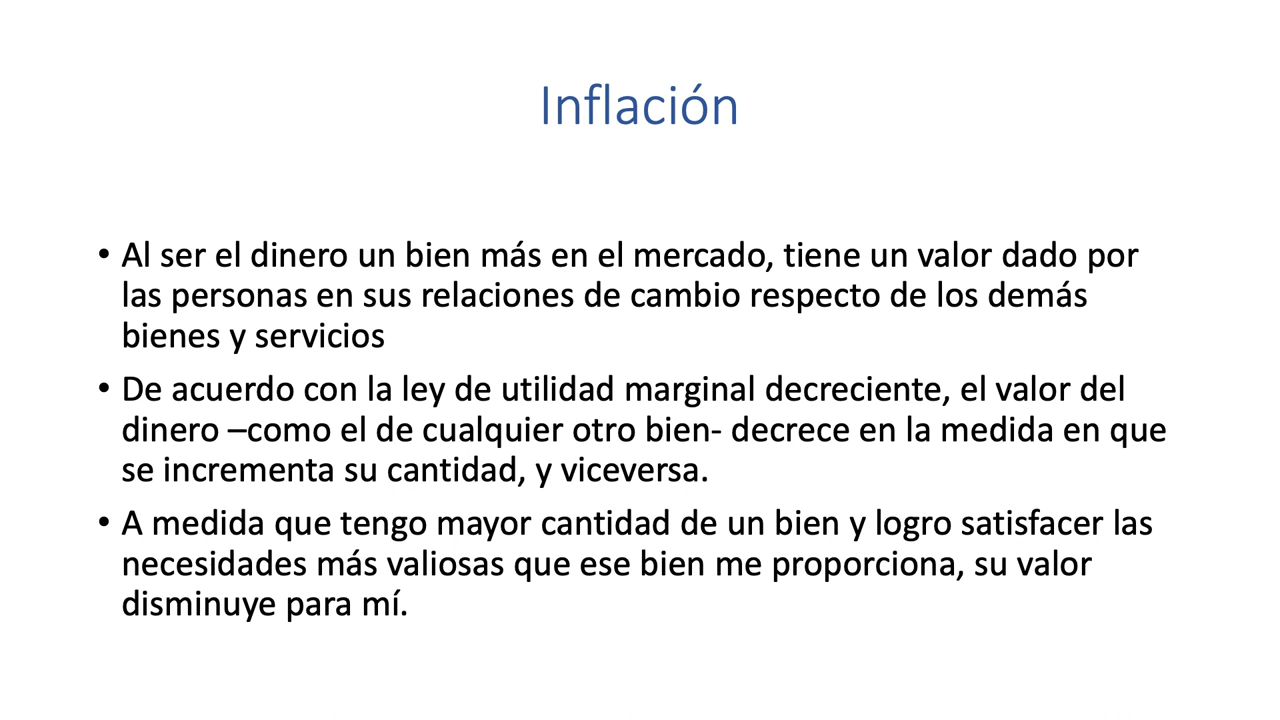 Inflación
• Al ser el dinero un bien más en el mercado, tiene un valor dado por
las personas en sus relaciones de cambio respecto de los demás
bienes y servicios
• De acuerdo con la ley de utilidad marginal decreciente, el valor del
dinero –como el de cualquier otro bien- decrece en la medida en que
se incrementa su cantidad, y viceversa.
• A medida que tengo mayor cantidad de un bien y logro satisfacer las
necesidades más valiosas que ese bien me proporciona, su valor
disminuye para mí.